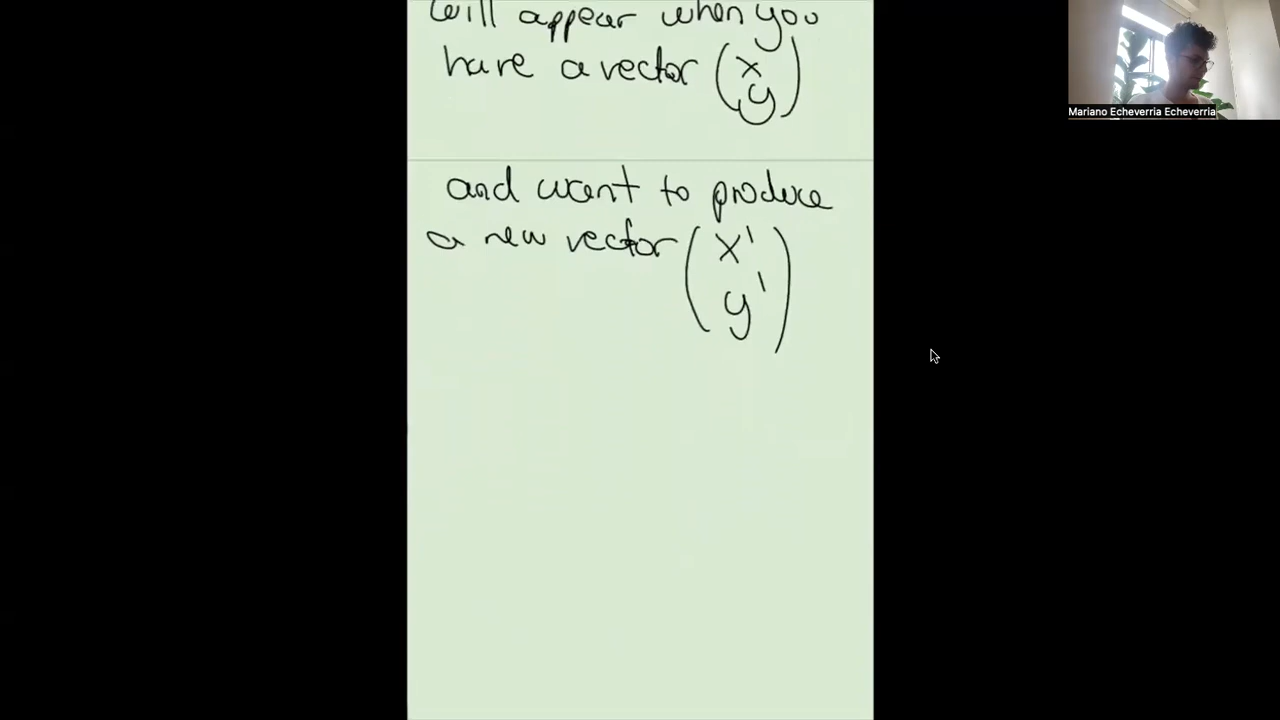 will appear when you
have a vector (x
y)
and want to produce
a new vector (x'
y')
Mariano Echeverria Echeverria